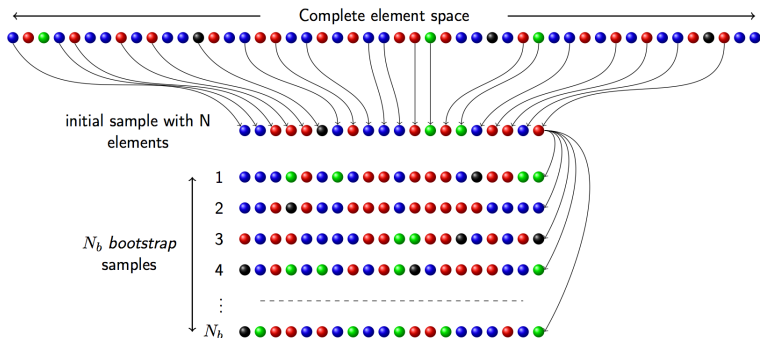 Complete element space
initial sample with N
elements
1
2
N_b bootstrap
samples
3
4
⋮
N_b